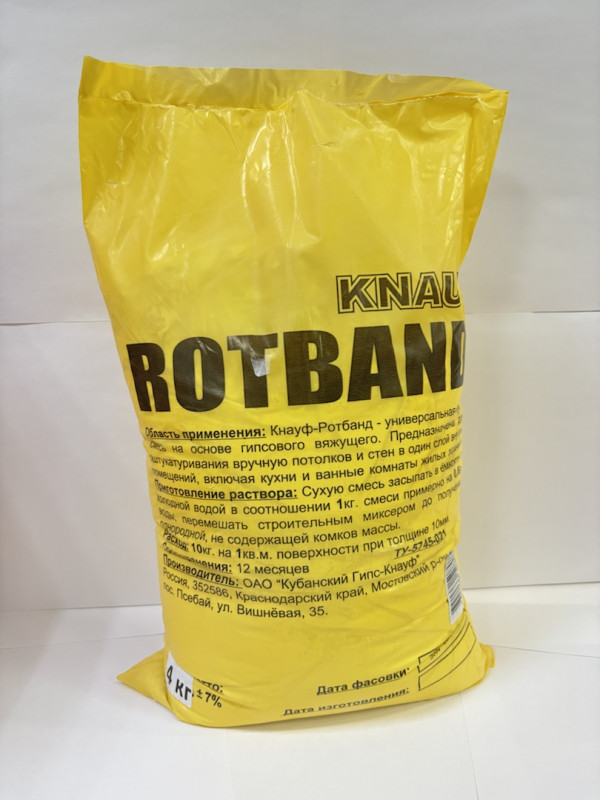 KNAU
ROTBAND
Область применения: Кнауф-Ротбанд - универсальная
смесь на основе гипсового вяжущего. Предназначена
оштукатуривания вручную потолков и стен в один слой
помещений, включая кухни и ванные комнаты жилых
Приготовление раствора: Сухую смесь засыпать в
холодной водой в соотношении 1кг. смеси примерно на
воды, перемешать строительным миксером до
однородной, не содержащей комков массы.
Расход: 10кг. на 1кв.м. поверхности при толщине 10мм.
12 месяцев ТУ-5745-021
Производитель: ОАО "Кубанский Гипс-Кнауф"
Россия, 352586, Краснодарский край, Мостовский р-
пос. Псебай, ул. Вишнёвая, 35.
4 кг ±7%
Дата фасовки:
Дата изготовления: